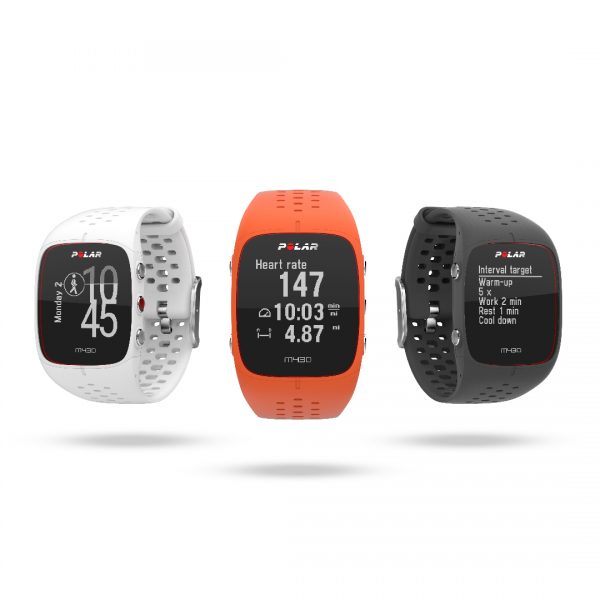 POLAR
Monday 2
10
45
M430
POLAR
Heart rate
147
10:03 min/mi
4.87 mi
M430
POLAR
Interval target
Warm-up
5 x
Work 2 min
Rest 1 min
Cool down
M430